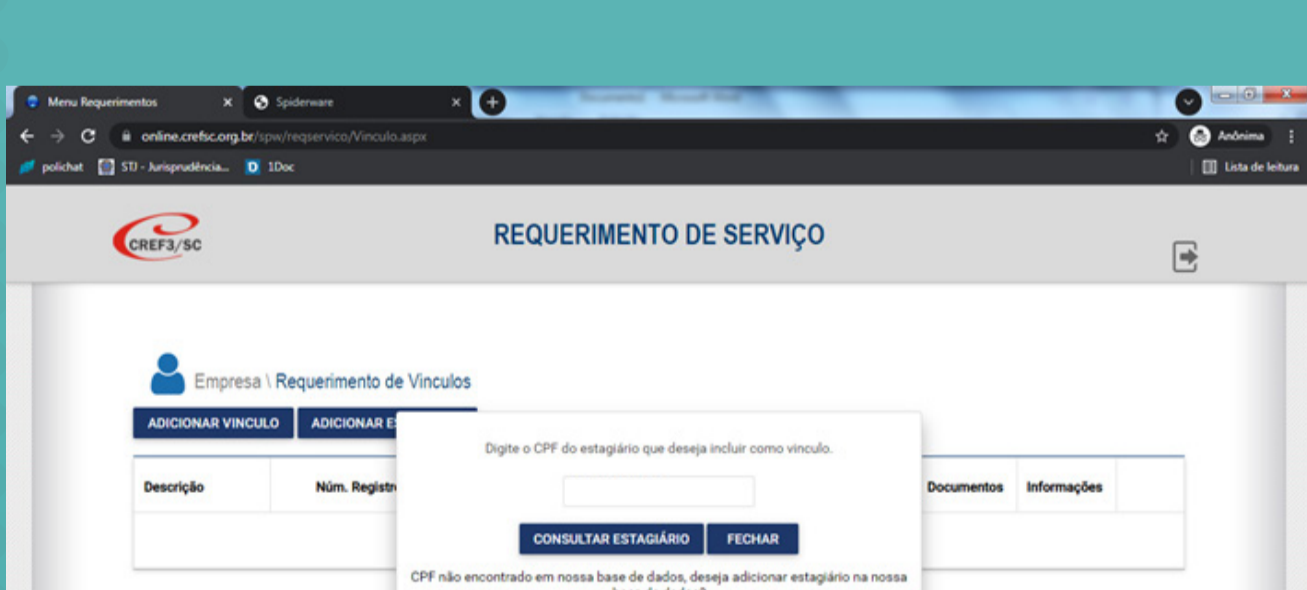 Menu Requerimentos
Spiderware
online.crefsc.org.br/spw/reqservico/Vinculo.aspx
Anônima
polichat
STJ - Jurisprudência...
1Doc
Lista de leitura
CREF3/SC
REQUERIMENTO DE SERVIÇO
Empresa \ Requerimento de Vinculos
ADICIONAR VINCULO
ADICIONAR E
Digite o CPF do estagiário que deseja incluir como vinculo.
Descrição
Núm. Registr
Documentos
Informações
CONSULTAR ESTAGIÁRIO
FECHAR
CPF não encontrado em nossa base de dados, deseja adicionar estagiário na nossa